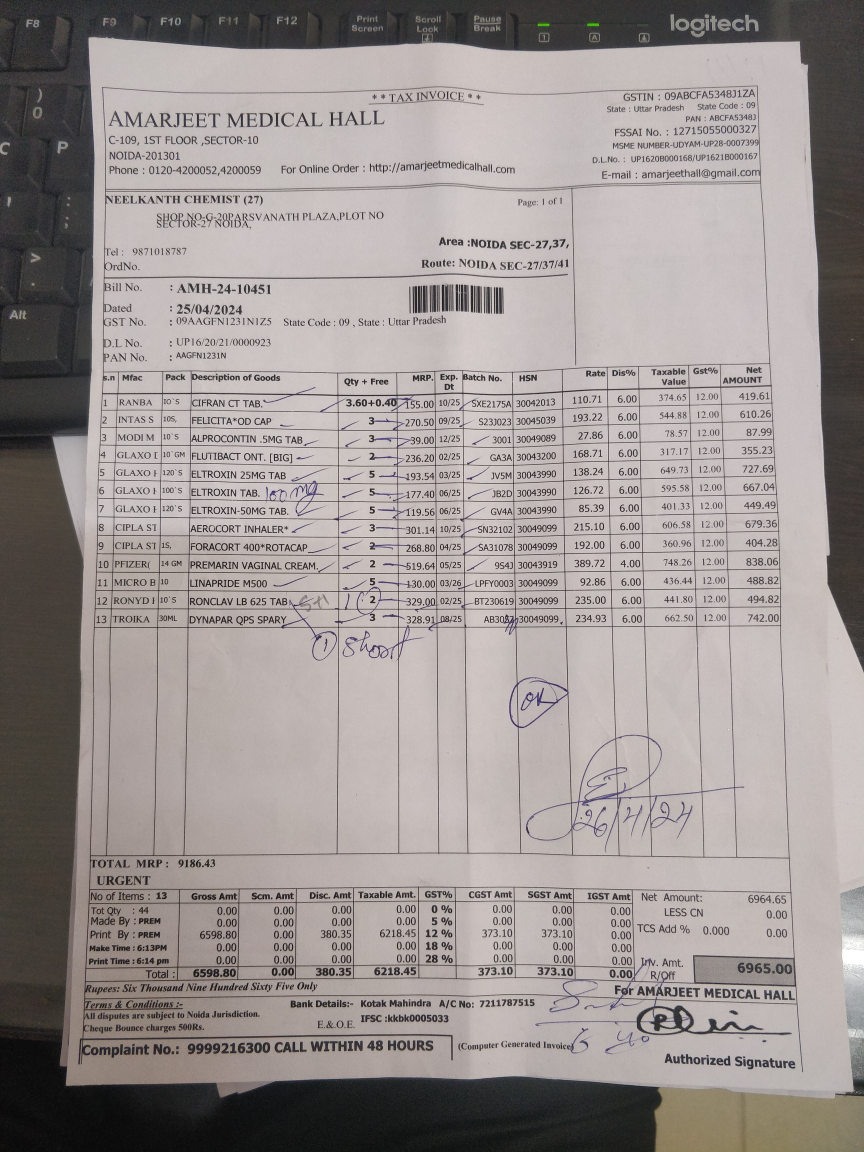 F8 F9 F10 F11 F12 Print Screen Scroll Lock Pause Break logitech
) 0
C P
Alt
* * TAX INVOICE * *
AMARJEET MEDICAL HALL
C-109, 1ST FLOOR ,SECTOR-10
NOIDA-201301
Phone : 0120-4200052,4200059 For Online Order : http://amarjeetmedicalhall.com
GSTIN : 09ABCFA5348J1ZA
State : Uttar Pradesh State Code : 09
PAN : ABCFA5348J
FSSAI No. : 12715055000327
MSME NUMBER-UDYAM-UP28-0007399
D.L.No. : UP1620B000168/UP1621B000167
E-mail : amarjeethall@gmail.com
NEELKANTH CHEMIST (27) Page: 1 of 1
SHOP NO-G-20PARSVANATH PLAZA,PLOT NO
SECTOR-27 NOIDA,
Tel : 9871018787 Area :NOIDA SEC-27,37,
OrdNo. Route: NOIDA SEC-27/37/41
Bill No. : AMH-24-10451
Dated : 25/04/2024
GST No. : 09AAGFN1231N1Z5 State Code : 09 , State : Uttar Pradesh
D.L No. : UP16/20/21/0000923
PAN No. : AAGFN1231N
s.n Mfac Pack Description of Goods Qty + Free MRP. Exp. Dt Batch No. HSN Rate Dis% Taxable Value Gst% Net AMOUNT
1 RANBA 10`S CIFRAN CT TAB. 3.60+0.40 155.00 10/25 SXE2175A 30042013 110.71 6.00 374.65 12.00 419.61
2 INTAS S 10S, FELICITA*OD CAP 3 270.50 09/25 S23J023 30045039 193.22 6.00 544.88 12.00 610.26
3 MODI M 10`S ALPROCONTIN .5MG TAB 3 39.00 12/25 3001 30049089 27.86 6.00 78.57 12.00 87.99
4 GLAXO I 10`GM FLUTIBACT ONT. [BIG] 2 236.20 02/25 GA3A 30043200 168.71 6.00 317.17 12.00 355.23
5 GLAXO I 120`S ELTROXIN 25MG TAB 5 193.54 03/25 JV5M 30043990 138.24 6.00 649.73 12.00 727.69
6 GLAXO I 100`S ELTROXIN TAB. 100 mg 5 177.40 06/25 JB2D 30043990 126.72 6.00 595.58 12.00 667.04
7 GLAXO I 120`S ELTROXIN-50MG TAB. 5 119.56 06/25 GV4A 30043990 85.39 6.00 401.33 12.00 449.49
8 CIPLA ST AEROCORT INHALER* 3 301.14 10/25 SN32102 30049099 215.10 6.00 606.58 12.00 679.36
9 CIPLA ST 1S, FORACORT 400*ROTACAP 2 268.80 04/25 SA31078 30049099 192.00 6.00 360.96 12.00 404.28
10 PFIZER( 14 GM PREMARIN VAGINAL CREAM. 2 519.64 05/25 9S4J 30043919 389.72 4.00 748.26 12.00 838.06
11 MICRO B 10 LINAPRIDE M500 5 130.00 03/26 LPFY0003 30049099 92.86 6.00 436.44 12.00 488.82
12 RONYD I 10`S RONCLAV LB 625 TAB 5+1 1 2 329.00 02/25 BT230619 30049099 235.00 6.00 441.80 12.00 494.82
13 TROIKA 30ML DYNAPAR QPS SPARY 3 328.91 08/25 30049099 234.93 6.00 662.50 12.00 742.00
1 Short
OK
26/4/24
TOTAL MRP : 9186.43
URGENT
No of Items : 13 Gross Amt Scm. Amt Disc. Amt Taxable Amt. GST% CGST Amt SGST Amt IGST Amt Net Amount: 6964.65
Tot Qty : 44 0.00 0.00 0.00 0.00 0 % 0.00 0.00 0.00 LESS CN 0.00
Made By : PREM 0.00 0.00 0.00 0.00 5 % 0.00 0.00 0.00
Print By : PREM 6598.80 0.00 380.35 6218.45 12 % 373.10 373.10 0.00 TCS Add % 0.000 0.00
Make Time : 6:13PM 0.00 0.00 0.00 0.00 18 % 0.00 0.00 0.00
Print Time : 6:14 pm 0.00 0.00 0.00 0.00 28 % 0.00 0.00 0.00
Total : 6598.80 0.00 380.35 6218.45 373.10 373.10 0.00 Inv. Amt. R/Off 6965.00
Rupees: Six Thousand Nine Hundred Sixty Five Only
For AMARJEET MEDICAL HALL
Terms & Conditions :-
All disputes are subject to Noida Jurisdiction.
Cheque Bounce charges 500Rs.
Bank Details:- Kotak Mahindra A/C No: 7211787515
E.& O.E. IFSC :kkbk0005033
Complaint No.: 9999216300 CALL WITHIN 48 HOURS
(Computer Generated Invoice)
Authorized Signature